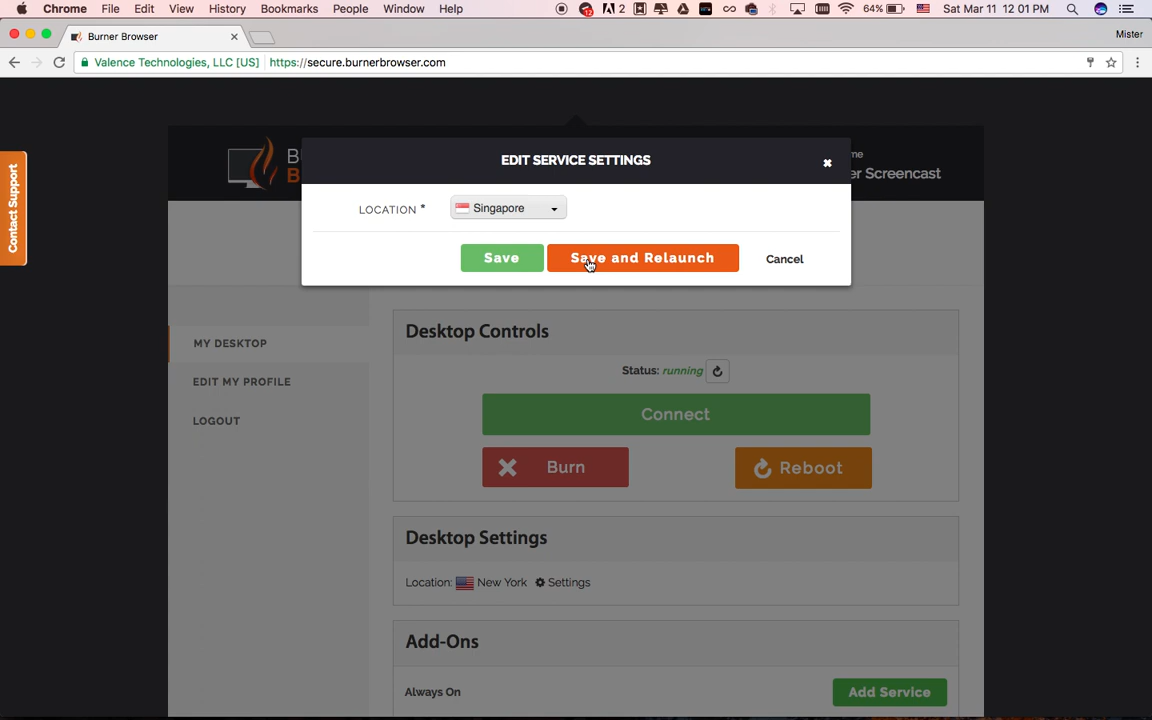 Chrome File Edit View History Bookmarks People Window Help 12 2 64% Sat Mar 11 12 01 PM
Burner Browser Mister
Valence Technologies, LLC [US] https://secure.burnerbrowser.com
Contact Support
EDIT SERVICE SETTINGS
er Screencast
LOCATION * Singapore
Save Save and Relaunch Cancel
Desktop Controls
MY DESKTOP
Status: running
EDIT MY PROFILE
Connect
LOGOUT
Burn Reboot
Desktop Settings
Location: New York Settings
Add-Ons
Always On Add Service